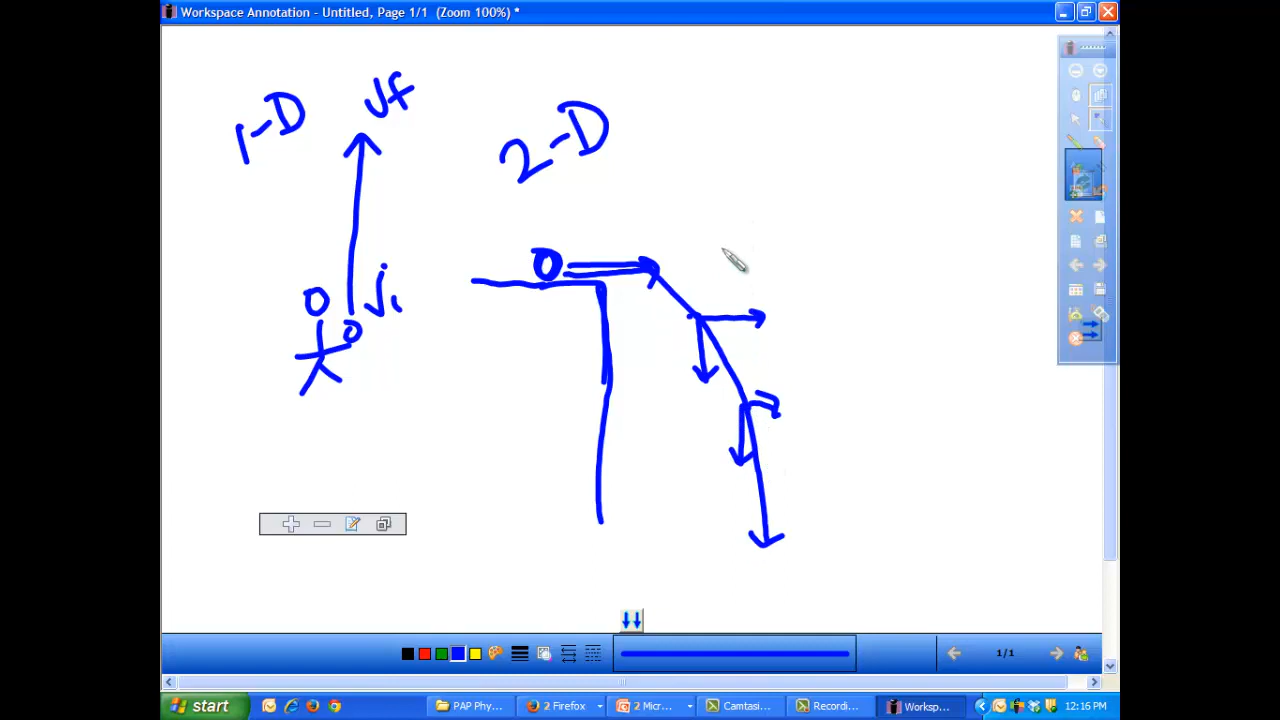 Workspace Annotation - Untitled, Page 1/1 (Zoom 100%) *
1-D
Vf
2-D
Vi
1/1
start
PAP Phy...
2 Firefox
2 Micr...
Camtasi...
Recordi...
Worksp...
12:16 PM